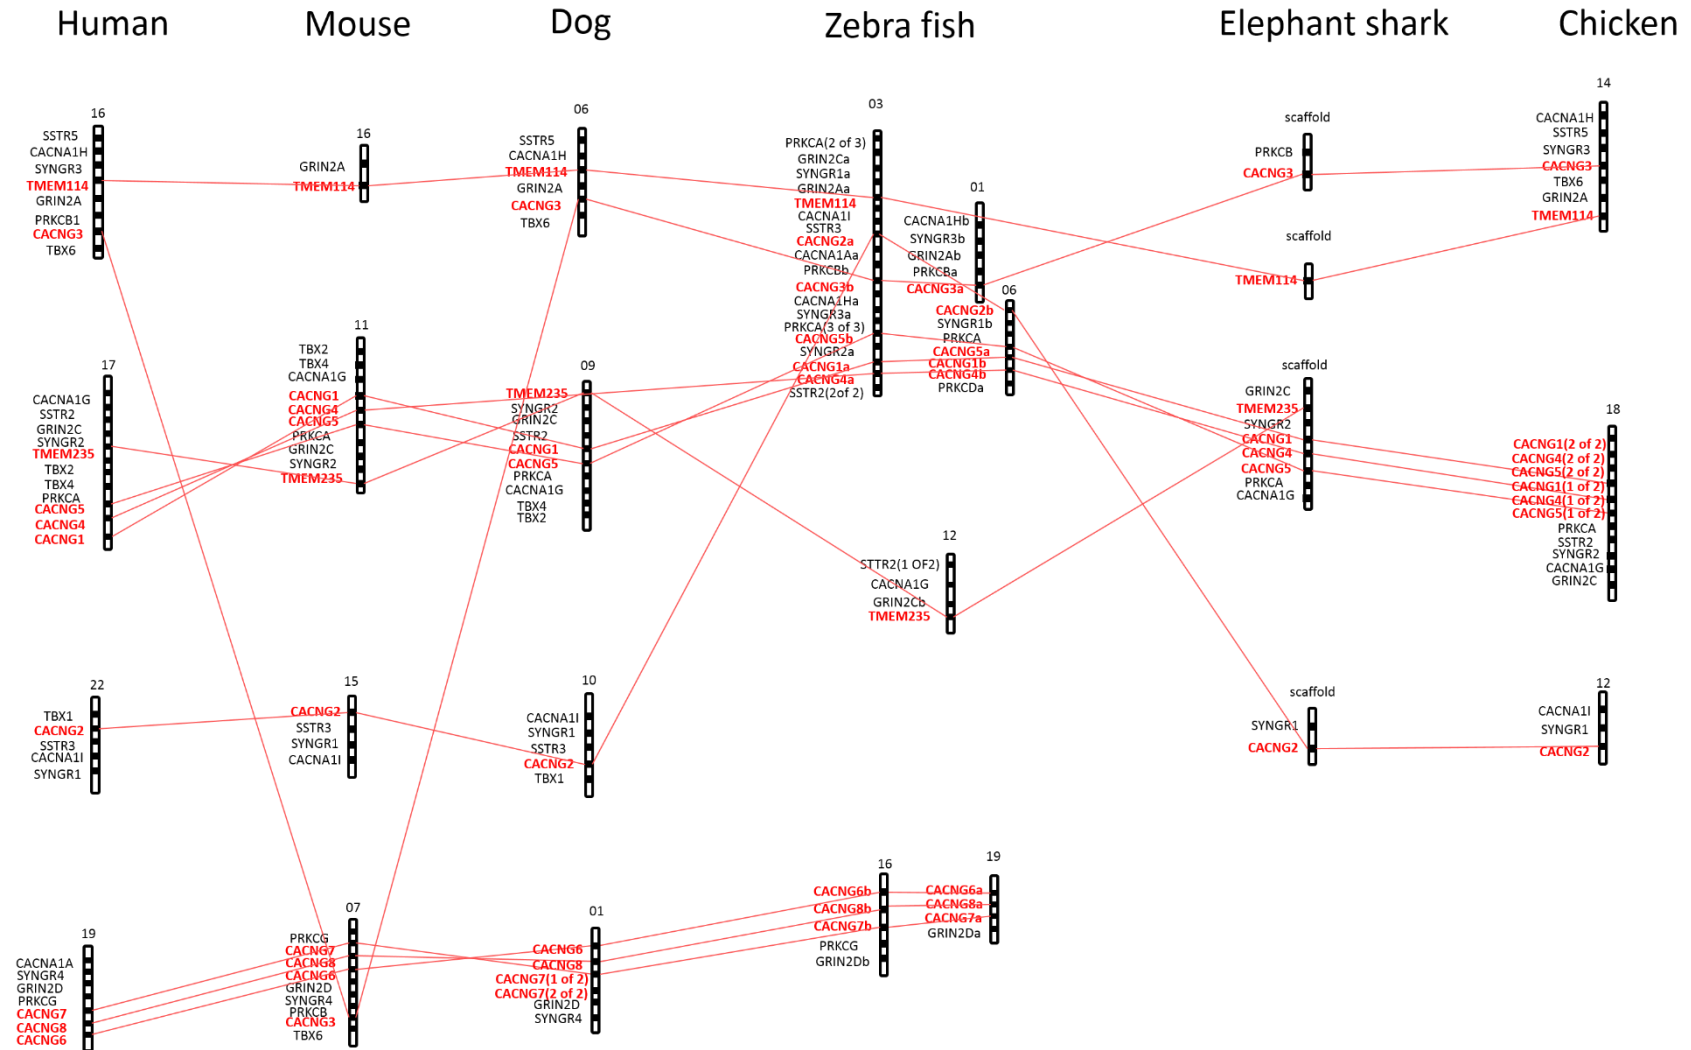 Human
Mouse
Dog
Zebra fish
Elephant shark
Chicken
16
SSTR5
CACNA1H
SYNGR3
TMEM114
GRIN2A
PRKCB1
CACNG3
TBX6
17
CACNA1G
SSTR2
GRIN2C
SYNGR2
TMEM235
TBX2
TBX4
PRKCA
CACNG5
CACNG4
CACNG1
22
TBX1
CACNG2
SSTR3
CACNA1I
SYNGR1
19
CACNA1A
SYNGR4
GRIN2D
PRKCG
CACNG7
CACNG8
CACNG6
16
GRIN2A
TMEM114
11
TBX2
TBX4
CACNA1G
CACNG1
CACNG4
CACNG5
PRKCA
GRIN2C
SYNGR2
TMEM235
15
CACNG2
SSTR3
SYNGR1
CACNA1I
07
PRKCG
CACNG7
CACNG8
CACNG6
GRIN2D
SYNGR4
PRKCB
CACNG3
TBX6
06
SSTR5
CACNA1H
TMEM114
GRIN2A
CACNG3
TBX6
09
TMEM235
SYNGR2
GRIN2C
SSTR2
CACNG1
CACNG5
PRKCA
CACNA1G
TBX4
TBX2
10
CACNA1I
SYNGR1
SSTR3
CACNG2
TBX1
01
CACNG6
CACNG8
CACNG7(1 of 2)
CACNG7(2 of 2)
GRIN2D
SYNGR4
03
PRKCA(2 of 3)
GRIN2Ca
SYNGR1a
GRIN2Aa
TMEM114
CACNA1I
SSTR3
CACNG2a
CACNA1Aa
PRKCBb
CACNG3b
CACNA1Ha
SYNGR3a
PRKCA(3 of 3)
CACNG5b
SYNGR2a
CACNG1a
CACNG4a
SSTR2(2of 2)
01
CACNA1Hb
SYNGR3b
GRIN2Ab
PRKCBa
CACNG3a
06
CACNG2b
SYNGR1b
PRKCA
CACNG5a
CACNG1b
CACNG4b
PRKCDa
12
STTR2(1 OF2)
CACNA1G
GRIN2Cb
TMEM235
16
CACNG6b
CACNG8b
CACNG7b
PRKCG
GRIN2Db
19
CACNG6a
CACNG8a
CACNG7a
GRIN2Da
scaffold
PRKCB
CACNG3
scaffold
TMEM114
scaffold
GRIN2C
TMEM235
SYNGR2
CACNG1
CACNG4
CACNG5
PRKCA
CACNA1G
scaffold
SYNGR1
CACNG2
14
CACNA1H
SSTR5
SYNGR3
CACNG3
TBX6
GRIN2A
TMEM114
18
CACNG1(2 of 2)
CACNG4(2 of 2)
CACNG5(2 of 2)
CACNG1(1 of 2)
CACNG4(1 of 2)
CACNG5(1 of 2)
PRKCA
SSTR2
SYNGR2
CACNA1G
GRIN2C
12
CACNA1I
SYNGR1
CACNG2